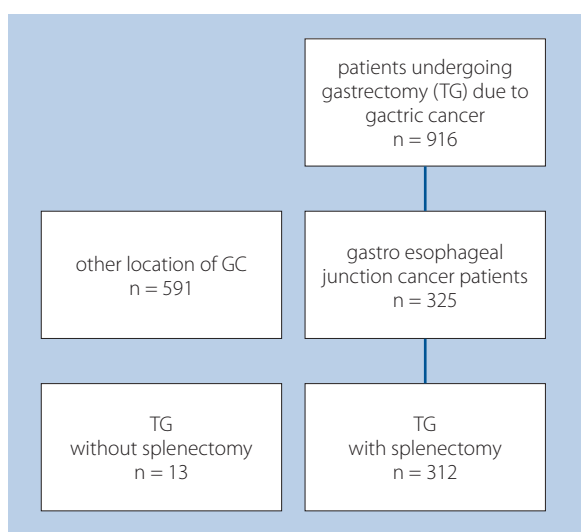 patients undergoing
gastrectomy (TG) due to
gactric cancer
n = 916
other location of GC
n = 591
gastro esophageal
junction cancer patients
n = 325
TG
without splenectomy
n = 13
TG
with splenectomy
n = 312